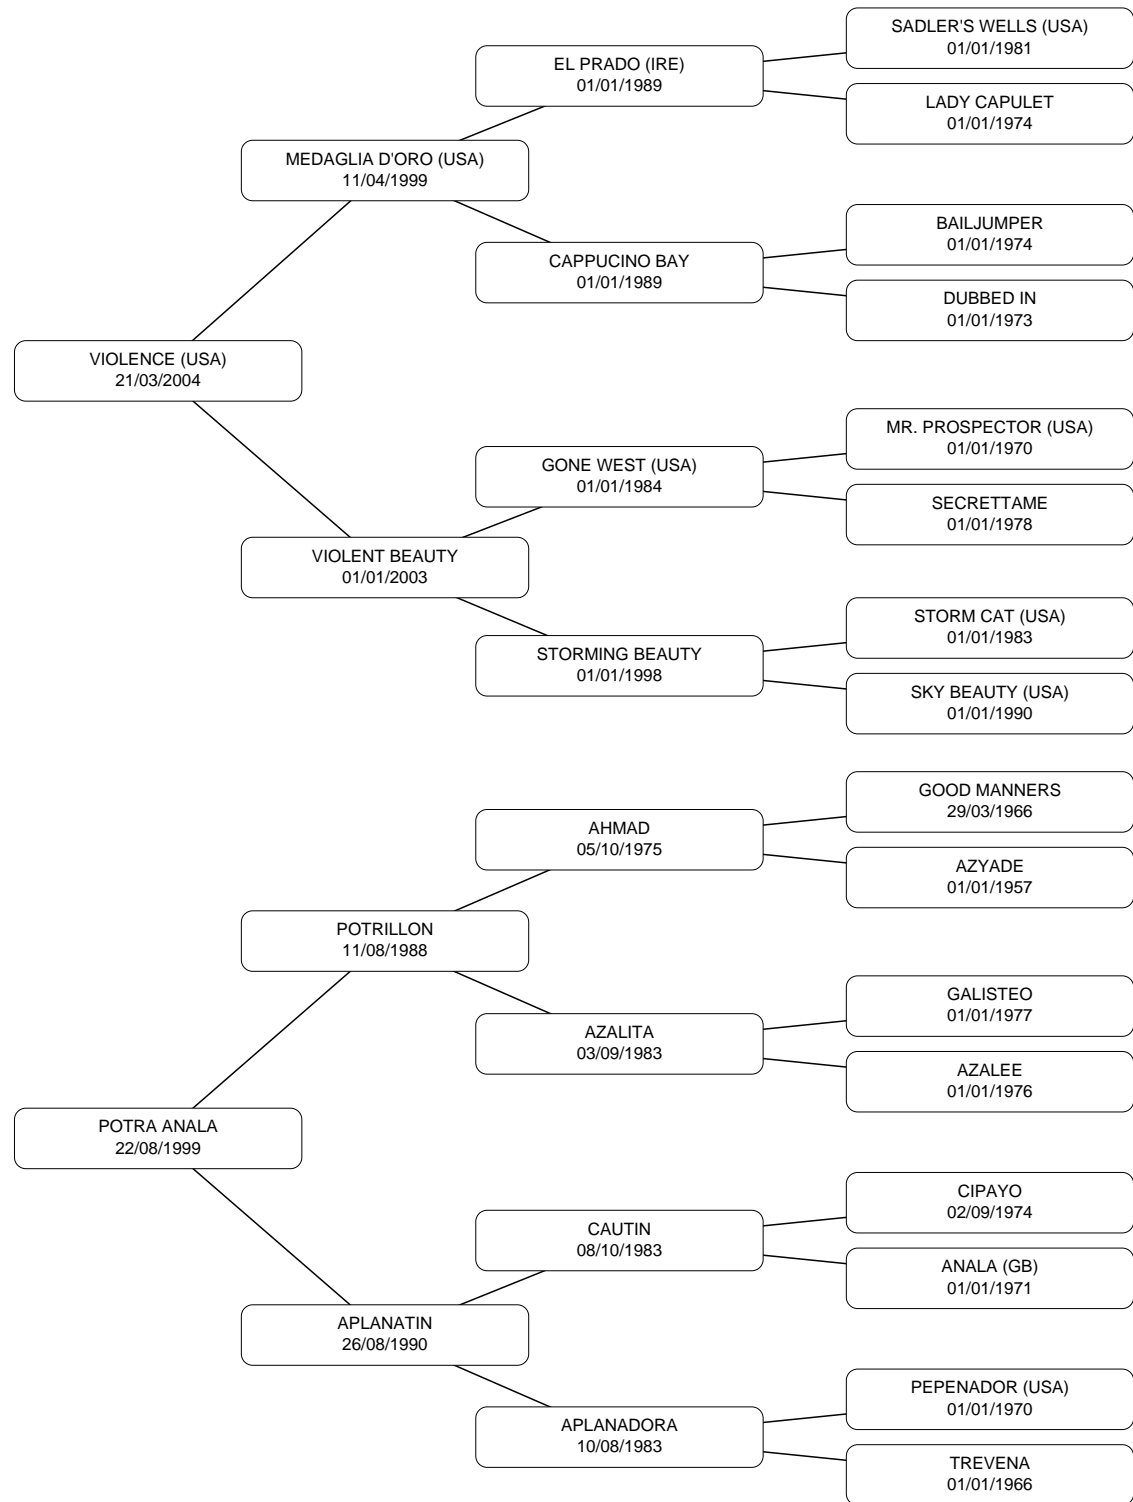 SADLER'S WELLS (USA)
01/01/1981
EL PRADO (IRE)
01/01/1989
LADY CAPULET
01/01/1974
MEDAGLIA D'ORO (USA)
11/04/1999
BAILJUMPER
01/01/1974
CAPPUCINO BAY
01/01/1989
DUBBED IN
01/01/1973
VIOLENCE (USA)
21/03/2004
MR. PROSPECTOR (USA)
01/01/1970
GONE WEST (USA)
01/01/1984
SECRETTAME
01/01/1978
VIOLENT BEAUTY
01/01/2003
STORM CAT (USA)
01/01/1983
STORMING BEAUTY
01/01/1998
SKY BEAUTY (USA)
01/01/1990
GOOD MANNERS
29/03/1966
AHMAD
05/10/1975
AZYADE
01/01/1957
POTRILLON
11/08/1988
GALISTEO
01/01/1977
AZALITA
03/09/1983
AZALEE
01/01/1976
POTRA ANALA
22/08/1999
CIPAYO
02/09/1974
CAUTIN
08/10/1983
ANALA (GB)
01/01/1971
APLANATIN
26/08/1990
PEPENADOR (USA)
01/01/1970
APLANADORA
10/08/1983
TREVENA
01/01/1966